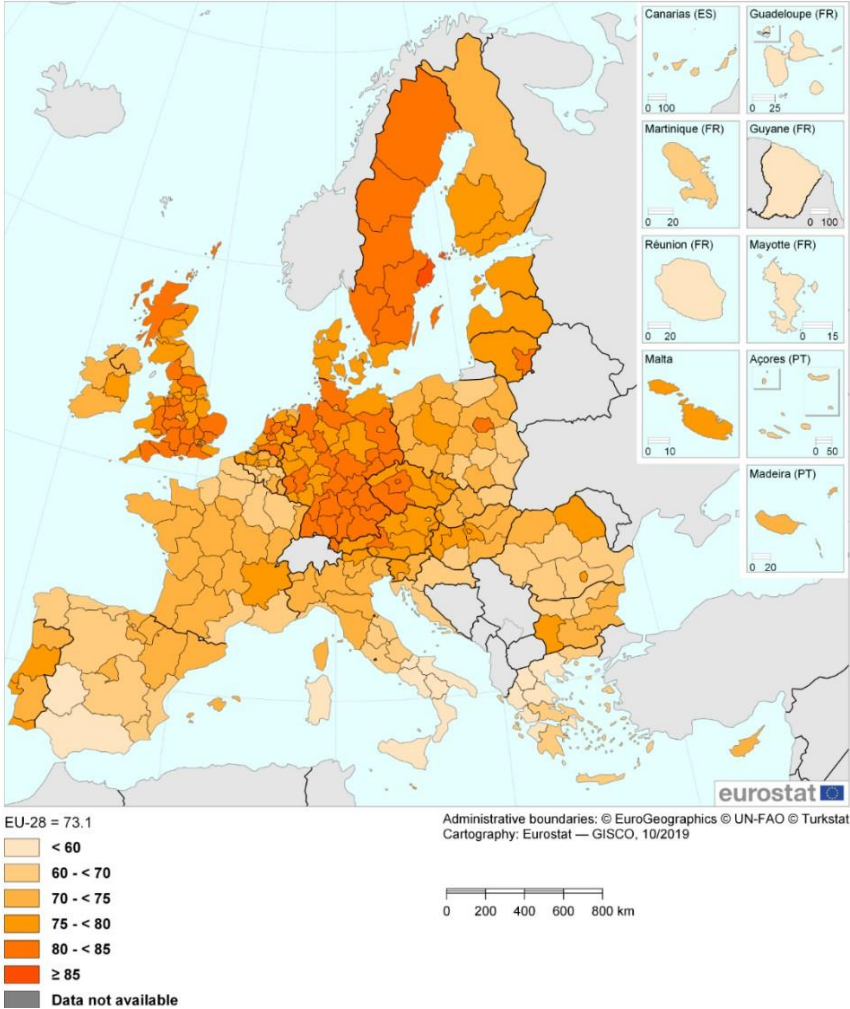 Canarias (ES)
0 100
Guadeloupe (FR)
0 25
Martinique (FR)
0 20
Guyane (FR)
0 100
Réunion (FR)
0 20
Mayotte (FR)
0 15
Malta
0 10
Açores (PT)
0 50
Madeira (PT)
0 20
eurostat
EU-28 = 73.1
< 60
60 - < 70
70 - < 75
75 - < 80
80 - < 85
≥ 85
Data not available
Administrative boundaries: © EuroGeographics © UN-FAO © Turkstat
Cartography: Eurostat — GISCO, 10/2019
0 200 400 600 800 km